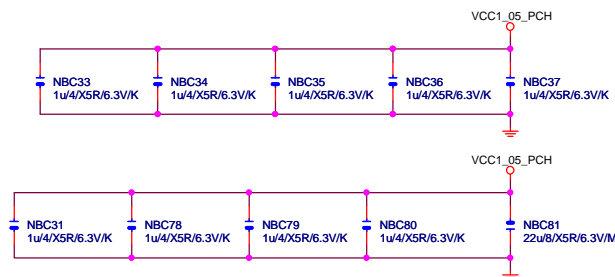 VCC1_05_PCH
NBC33 NBC34 NBC35 NBC36 NBC37
1u/4/X5R/6.3V/K 1u/4/X5R/6.3V/K 1u/4/X5R/6.3V/K 1u/4/X5R/6.3V/K 1u/4/X5R/6.3V/K
VCC1_05_PCH
NBC31 NBC78 NBC79 NBC80 NBC81
1u/4/X5R/6.3V/K 1u/4/X5R/6.3V/K 1u/4/X5R/6.3V/K 1u/4/X5R/6.3V/K 22u/8/X5R/6.3V/M